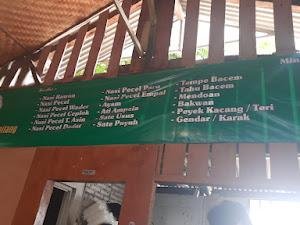 - Nasi Rawon
- Nasi Pecel
- Nasi Pecel Wader
- Nasi Pecel Ceplok
- Nasi Pecel T. Asin
- Nasi Pecel Dadar
- Nasi Pecel Paru
- Nasi Pecel Empal
- Ayam
- Ati Ampela
- Sate Usus
- Sate Puyuh
- Tempe Bacem
- Tahu Bacem
- Mendoan
- Bakwan
- Peyek Kacang / Teri
- Gendar / Karak